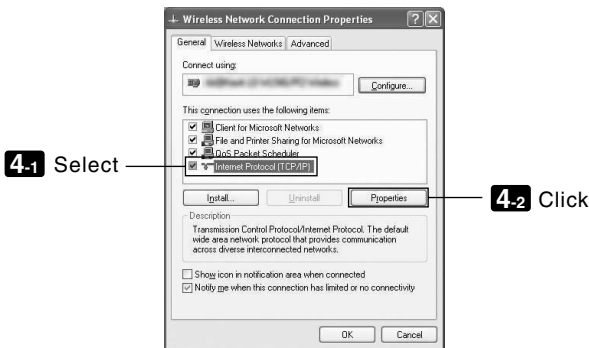 Wireless Network Connection Properties
General Wireless Networks Advanced
Connect using:
Configure...
This connection uses the following items:
Client for Microsoft Networks
File and Printer Sharing for Microsoft Networks
QoS Packet Scheduler
4-1 Select
Internet Protocol (TCP/IP)
Install... Uninstall Properties
4-2 Click
Description
Transmission Control Protocol/Internet Protocol. The default
wide area network protocol that provides communication
across diverse interconnected networks.
Show icon in notification area when connected
Notify me when this connection has limited or no connectivity
OK Cancel